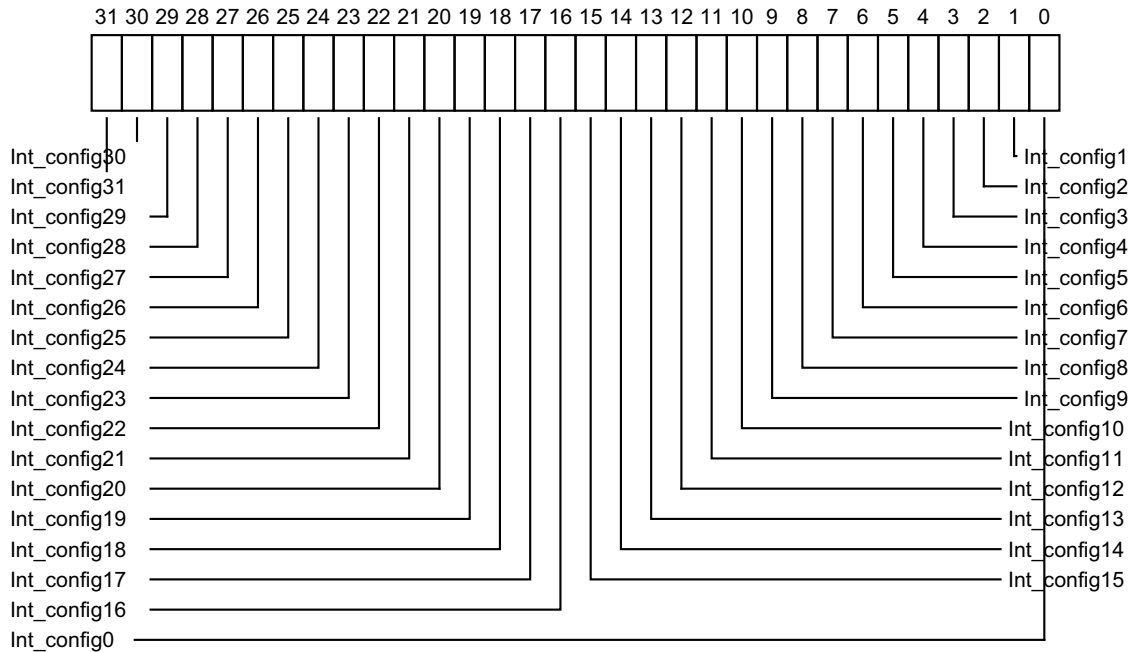 31 30 29 28 27 26 25 24 23 22 21 20 19 18 17 16 15 14 13 12 11 10 9 8 7 6 5 4 3 2 1 0
Int_config30 Int_config1
Int_config31 Int_config2
Int_config29 Int_config3
Int_config28 Int_config4
Int_config27 Int_config5
Int_config26 Int_config6
Int_config25 Int_config7
Int_config24 Int_config8
Int_config23 Int_config9
Int_config22 Int_config10
Int_config21 Int_config11
Int_config20 Int_config12
Int_config19 Int_config13
Int_config18 Int_config14
Int_config17 Int_config15
Int_config16
Int_config0